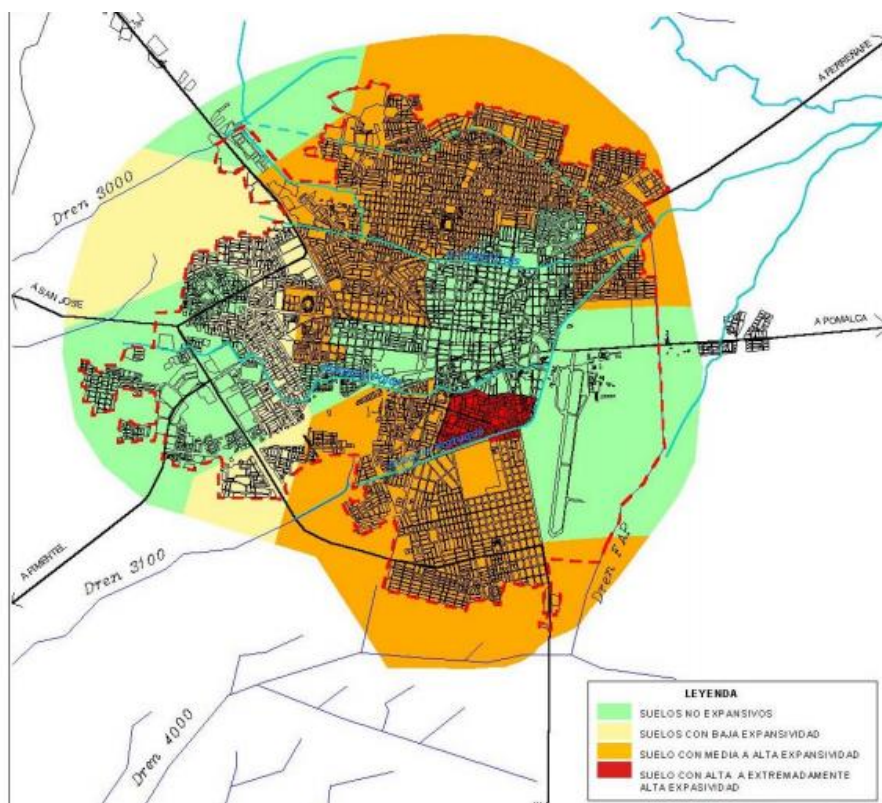 A FERREÑAFE
Dren 3000
A SAN JOSE
A POMALCA
A PIMENTEL
Dren 3100
Dren FAP
Dren 4000
LEYENDA
SUELOS NO EXPANSIVOS
SUELOS CON BAJA EXPANSIVIDAD
SUELO CON MEDIA A ALTA EXPANSIVIDAD
SUELO CON ALTA A EXTREMADAMENTE
ALTA EXPASIVIDAD